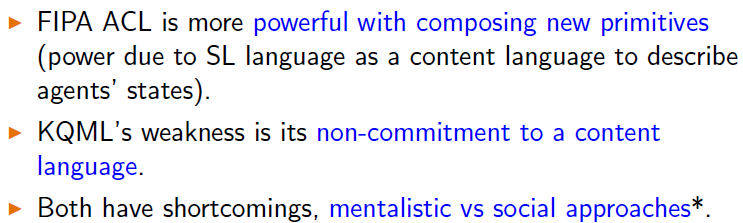 ▶ FIPA ACL is more powerful with composing new primitives
(power due to SL language as a content language to describe
agents' states).
▶ KQML's weakness is its non-commitment to a content
language.
▶ Both have shortcomings, mentalistic vs social approaches*.